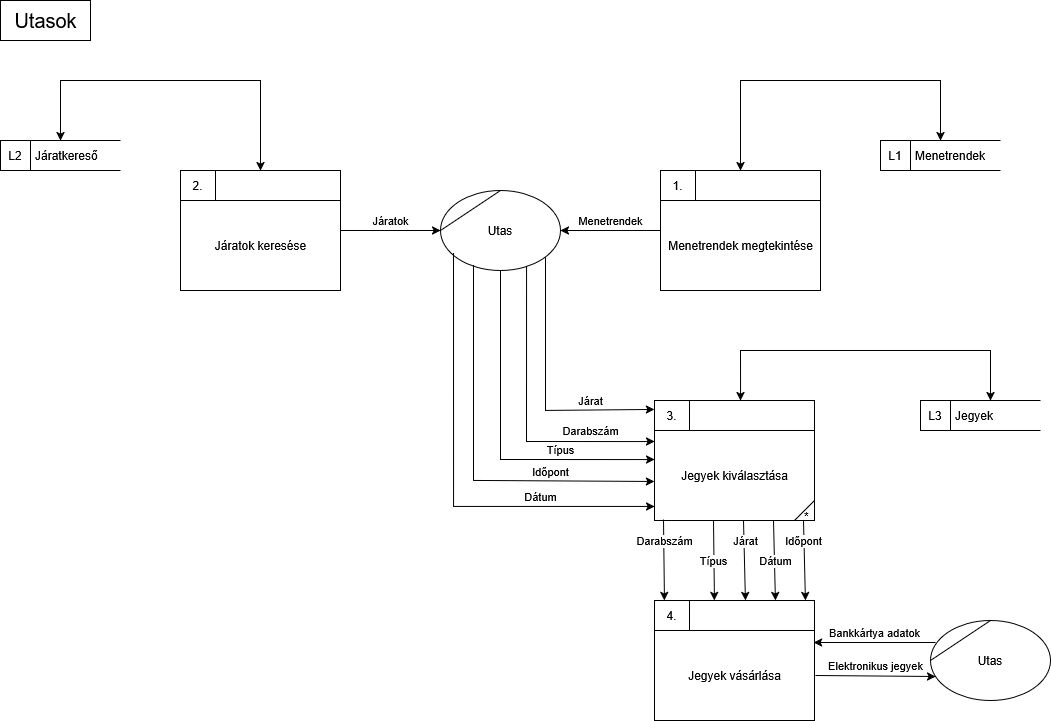 Utasok
L2 Járatkereső
L1 Menetrendek
2.
1.
Járatok keresése
Járatok
Utas
Menetrendek
Menetrendek megtekintése
Járat
3.
L3 Jegyek
Darabszám
Típus
Időpont
Jegyek kiválasztása
Dátum
*
Darabszám
Járat
Időpont
Típus
Dátum
4.
Bankkártya adatok
Elektronikus jegyek
Utas
Jegyek vásárlása